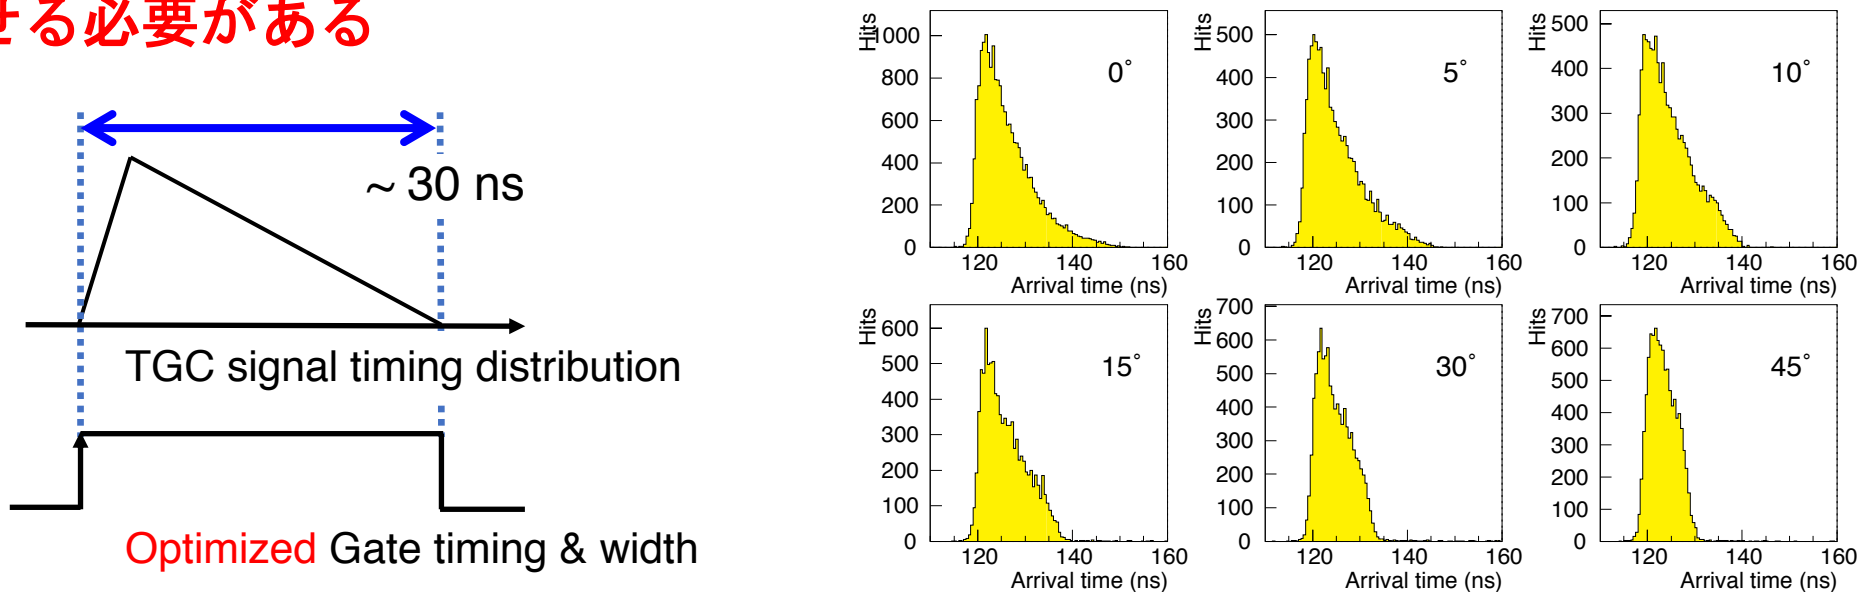 せる必要がある
~ 30 ns
TGC signal timing distribution
Optimized Gate timing & width
Hits
1000
800
600
400
200
0
0°
120 140 160
Arrival time (ns)
Hits
500
400
300
200
100
0
5°
120 140 160
Arrival time (ns)
Hits
500
400
300
200
100
0
10°
120 140 160
Arrival time (ns)
Hits
600
500
400
300
200
100
0
15°
120 140 160
Arrival time (ns)
Hits
700
600
500
400
300
200
100
0
30°
120 140 160
Arrival time (ns)
Hits
700
600
500
400
300
200
100
0
45°
120 140 160
Arrival time (ns)